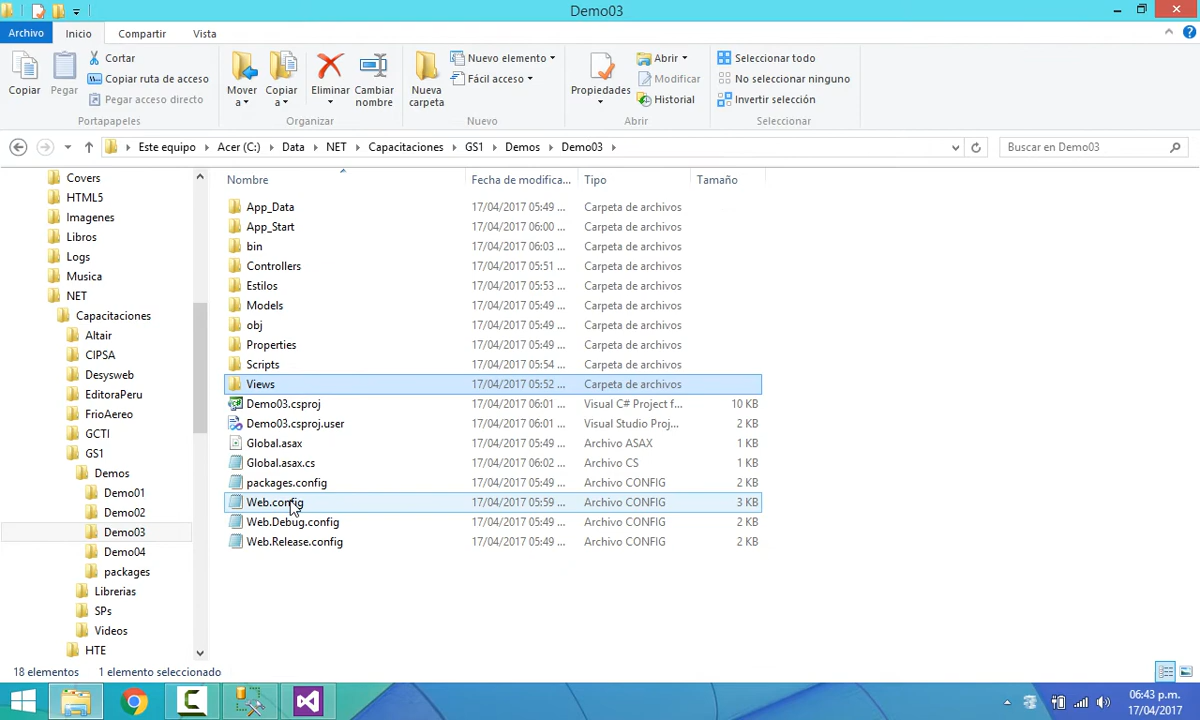 Demo03
Archivo Inicio Compartir Vista
Copiar
Pegar
Cortar
Copiar ruta de acceso
Pegar acceso directo
Portapapeles
Mover a
Copiar a
Eliminar
Cambiar nombre
Organizar
Nueva carpeta
Nuevo elemento
Fácil acceso
Nuevo
Propiedades
Abrir
Modificar
Historial
Abrir
Seleccionar todo
No seleccionar ninguno
Invertir selección
Seleccionar
Este equipo Acer (C:) Data NET Capacitaciones GS1 Demos Demo03
Buscar en Demo03
Covers
HTML5
Imagenes
Libros
Logs
Musica
NET
Capacitaciones
Altair
CIPSA
Desysweb
EditoraPeru
FrioAereo
GCTI
GS1
Demos
Demo01
Demo02
Demo03
Demo04
packages
Librerias
SPs
Videos
HTE
Nombre Fecha de modifica... Tipo Tamaño
App_Data 17/04/2017 05:49 ... Carpeta de archivos
App_Start 17/04/2017 06:00 ... Carpeta de archivos
bin 17/04/2017 06:03 ... Carpeta de archivos
Controllers 17/04/2017 05:51 ... Carpeta de archivos
Estilos 17/04/2017 05:53 ... Carpeta de archivos
Models 17/04/2017 05:49 ... Carpeta de archivos
obj 17/04/2017 05:49 ... Carpeta de archivos
Properties 17/04/2017 05:49 ... Carpeta de archivos
Scripts 17/04/2017 05:54 ... Carpeta de archivos
Views 17/04/2017 05:52 ... Carpeta de archivos
Demo03.csproj 17/04/2017 06:01 ... Visual C# Project f... 10 KB
Demo03.csproj.user 17/04/2017 06:01 ... Visual Studio Proj... 2 KB
Global.asax 17/04/2017 05:49 ... Archivo ASAX 1 KB
Global.asax.cs 17/04/2017 06:02 ... Archivo CS 1 KB
packages.config 17/04/2017 05:49 ... Archivo CONFIG 2 KB
Web.config 17/04/2017 05:59 ... Archivo CONFIG 3 KB
Web.Debug.config 17/04/2017 05:49 ... Archivo CONFIG 2 KB
Web.Release.config 17/04/2017 05:49 ... Archivo CONFIG 2 KB
18 elementos 1 elemento seleccionado
06:43 p.m.
17/04/2017